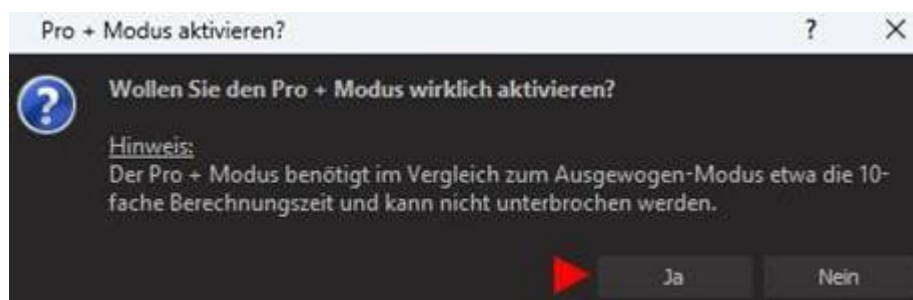 Pro + Modus aktivieren?
?
Wollen Sie den Pro + Modus wirklich aktivieren?
Hinweis:
Der Pro + Modus benötigt im Vergleich zum Ausgewogen-Modus etwa die 10-
fache Berechnungszeit und kann nicht unterbrochen werden.
Ja Nein